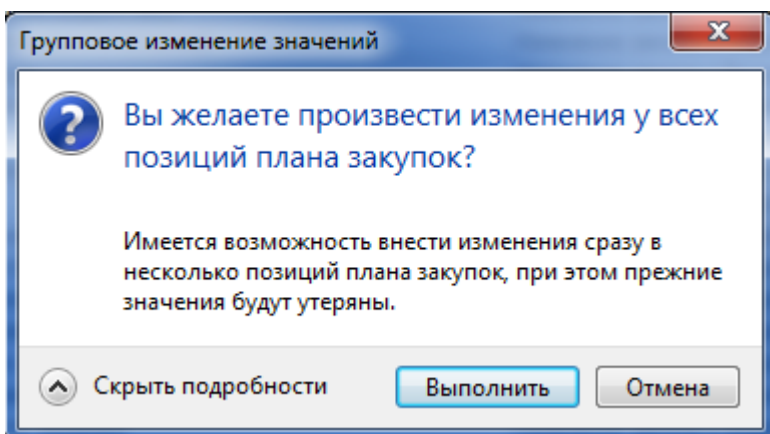 Групповое изменение значений
Вы желаете произвести изменения у всех
позиций плана закупок?
Имеется возможность внести изменения сразу в
несколько позиций плана закупок, при этом прежние
значения будут утеряны.
Скрыть подробности
Выполнить
Отмена